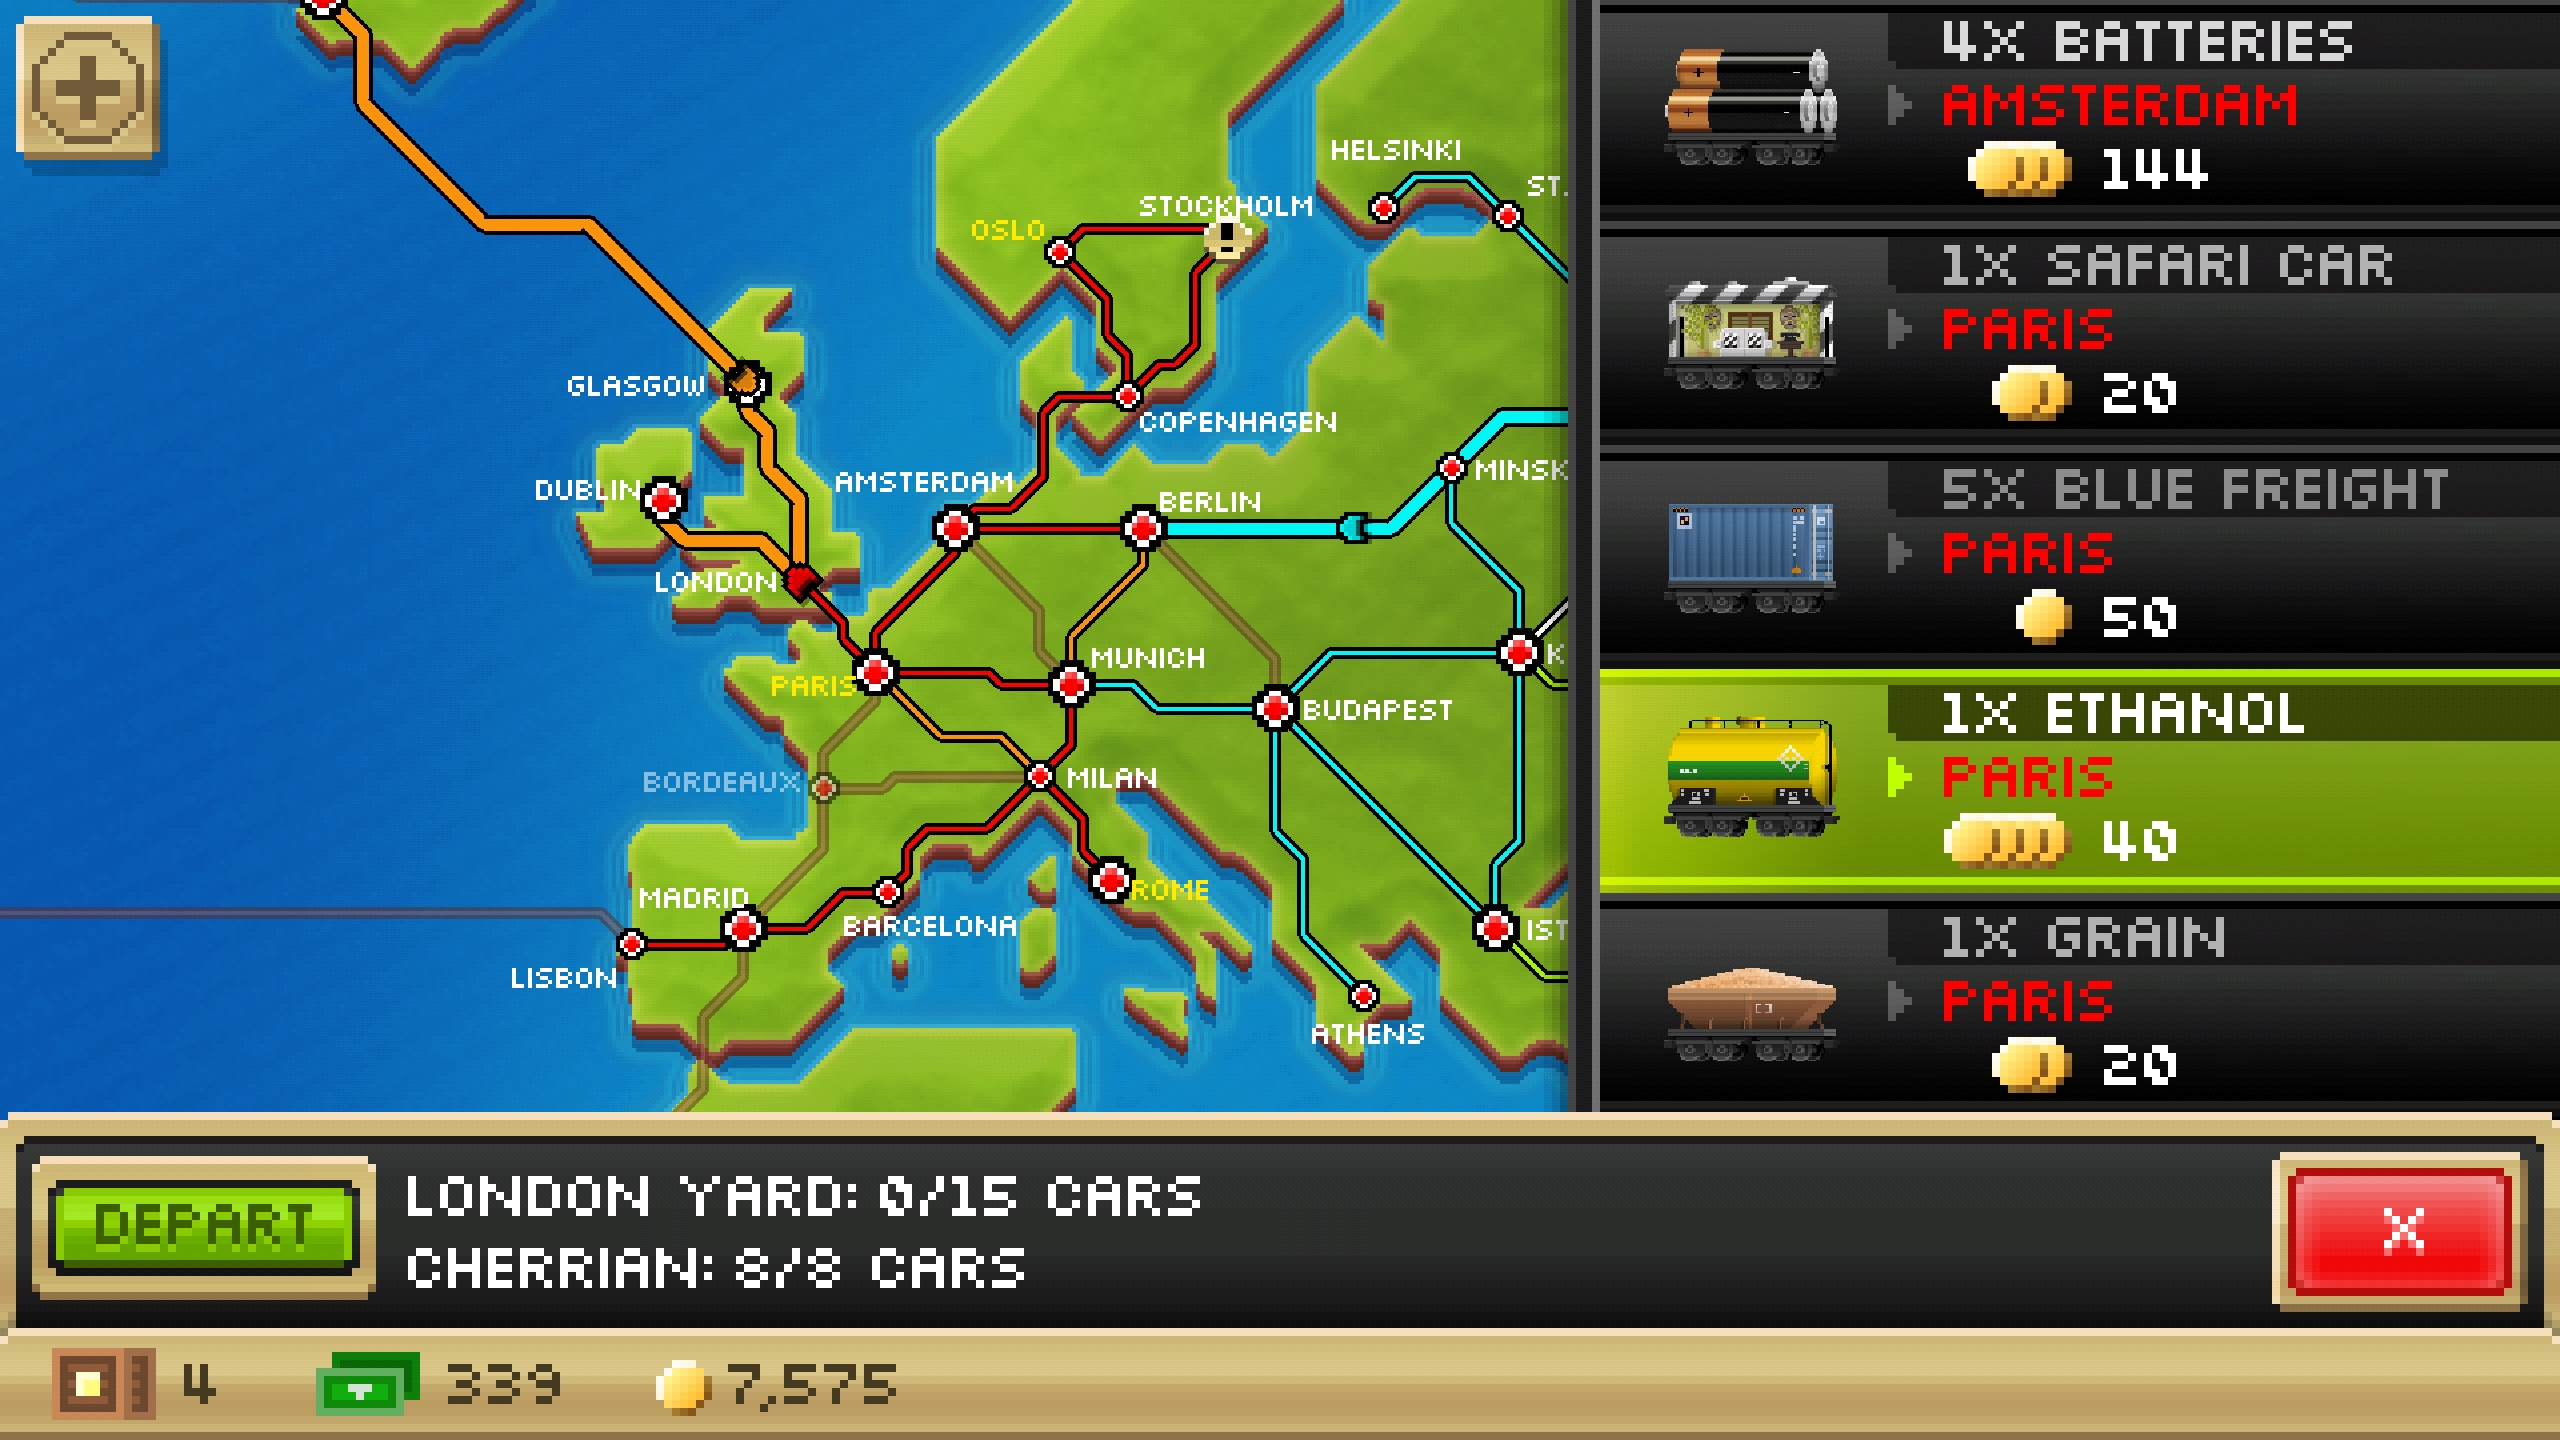 HELSINKI
ST.
STOCKHOLM
OSLO
GLASGOW
COPENHAGEN
AMSTERDAM
MINSK
DUBLIN
BERLIN
LONDON
MUNICH
K
PARIS
BUDAPEST
BORDEAUX
MILAN
MADRID
ROME
BARCELONA
IST
LISBON
ATHENS
4X BATTERIES
AMSTERDAM
144
1X SAFARI CAR
PARIS
20
5X BLUE FREIGHT
PARIS
50
1X ETHANOL
PARIS
40
1X GRAIN
PARIS
20
DEPART
LONDON YARD: 0/15 CARS
CHERRIAN: 8/8 CARS
X
4
339
7,575